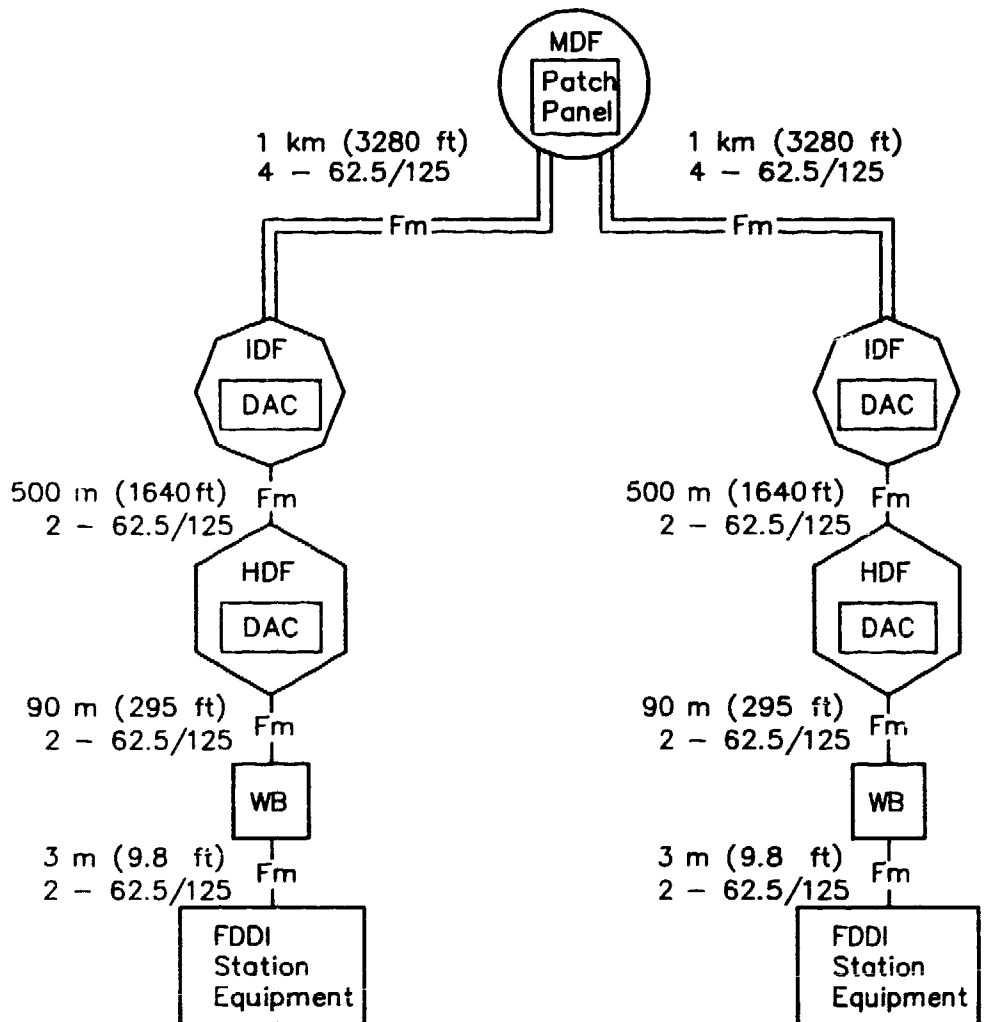 MDF
Patch
Panel
1 km (3280 ft)
4 – 62.5/125
1 km (3280 ft)
4 – 62.5/125
Fm
Fm
IDF
DAC
IDF
DAC
500 m (1640 ft)
2 – 62.5/125
Fm
500 m (1640 ft)
2 – 62.5/125
Fm
HDF
DAC
HDF
DAC
90 m (295 ft)
2 – 62.5/125
Fm
90 m (295 ft)
2 – 62.5/125
Fm
WB
WB
3 m (9.8 ft)
2 – 62.5/125
Fm
3 m (9.8 ft)
2 – 62.5/125
Fm
FDDI
Station
Equipment
FDDI
Station
Equipment